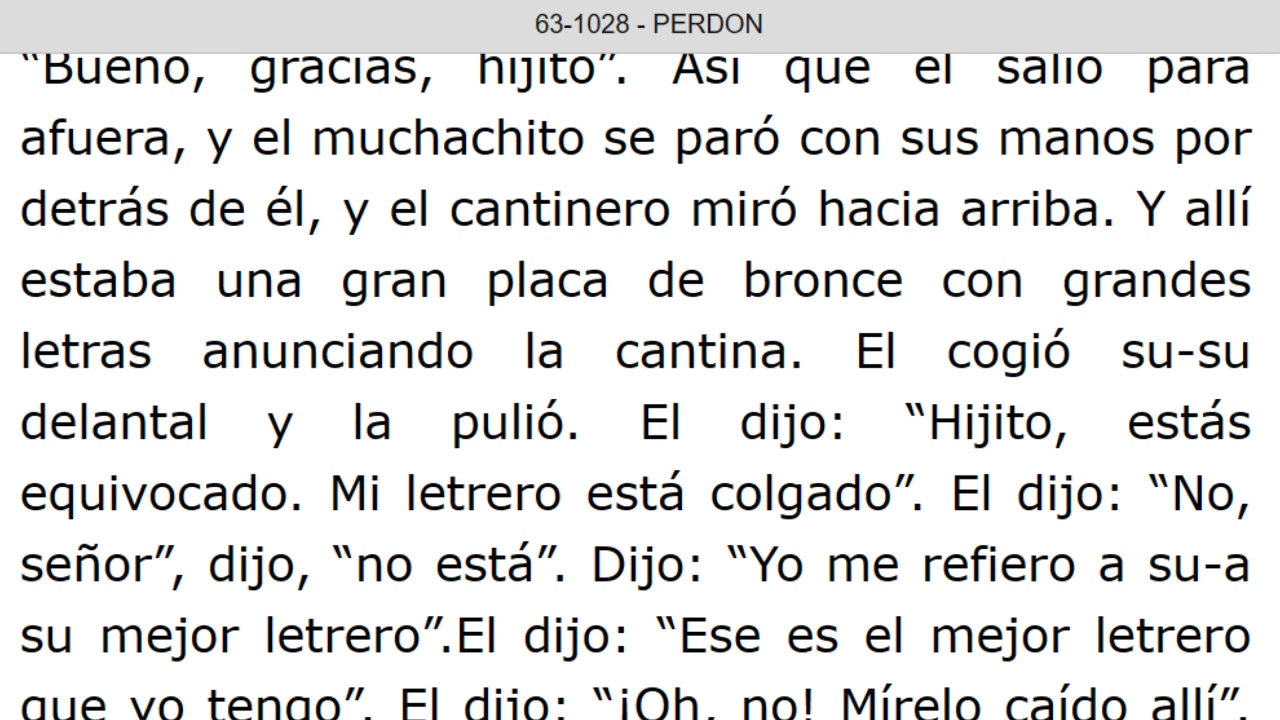 63-1028 - PERDON
“Bueno, gracias, hijito”. Así que él salió para
afuera, y el muchachito se paró con sus manos por
detrás de él, y el cantinero miró hacia arriba. Y allí
estaba una gran placa de bronce con grandes
letras anunciando la cantina. El cogió su-su
delantal y la pulió. El dijo: “Hijito, estás
equivocado. Mi letrero está colgado”. El dijo: “No,
señor”, dijo, “no está”. Dijo: “Yo me refiero a su-a
su mejor letrero”.El dijo: “Ese es el mejor letrero
que yo tengo”. El dijo: “¡Oh, no! Mírelo caído allí”.